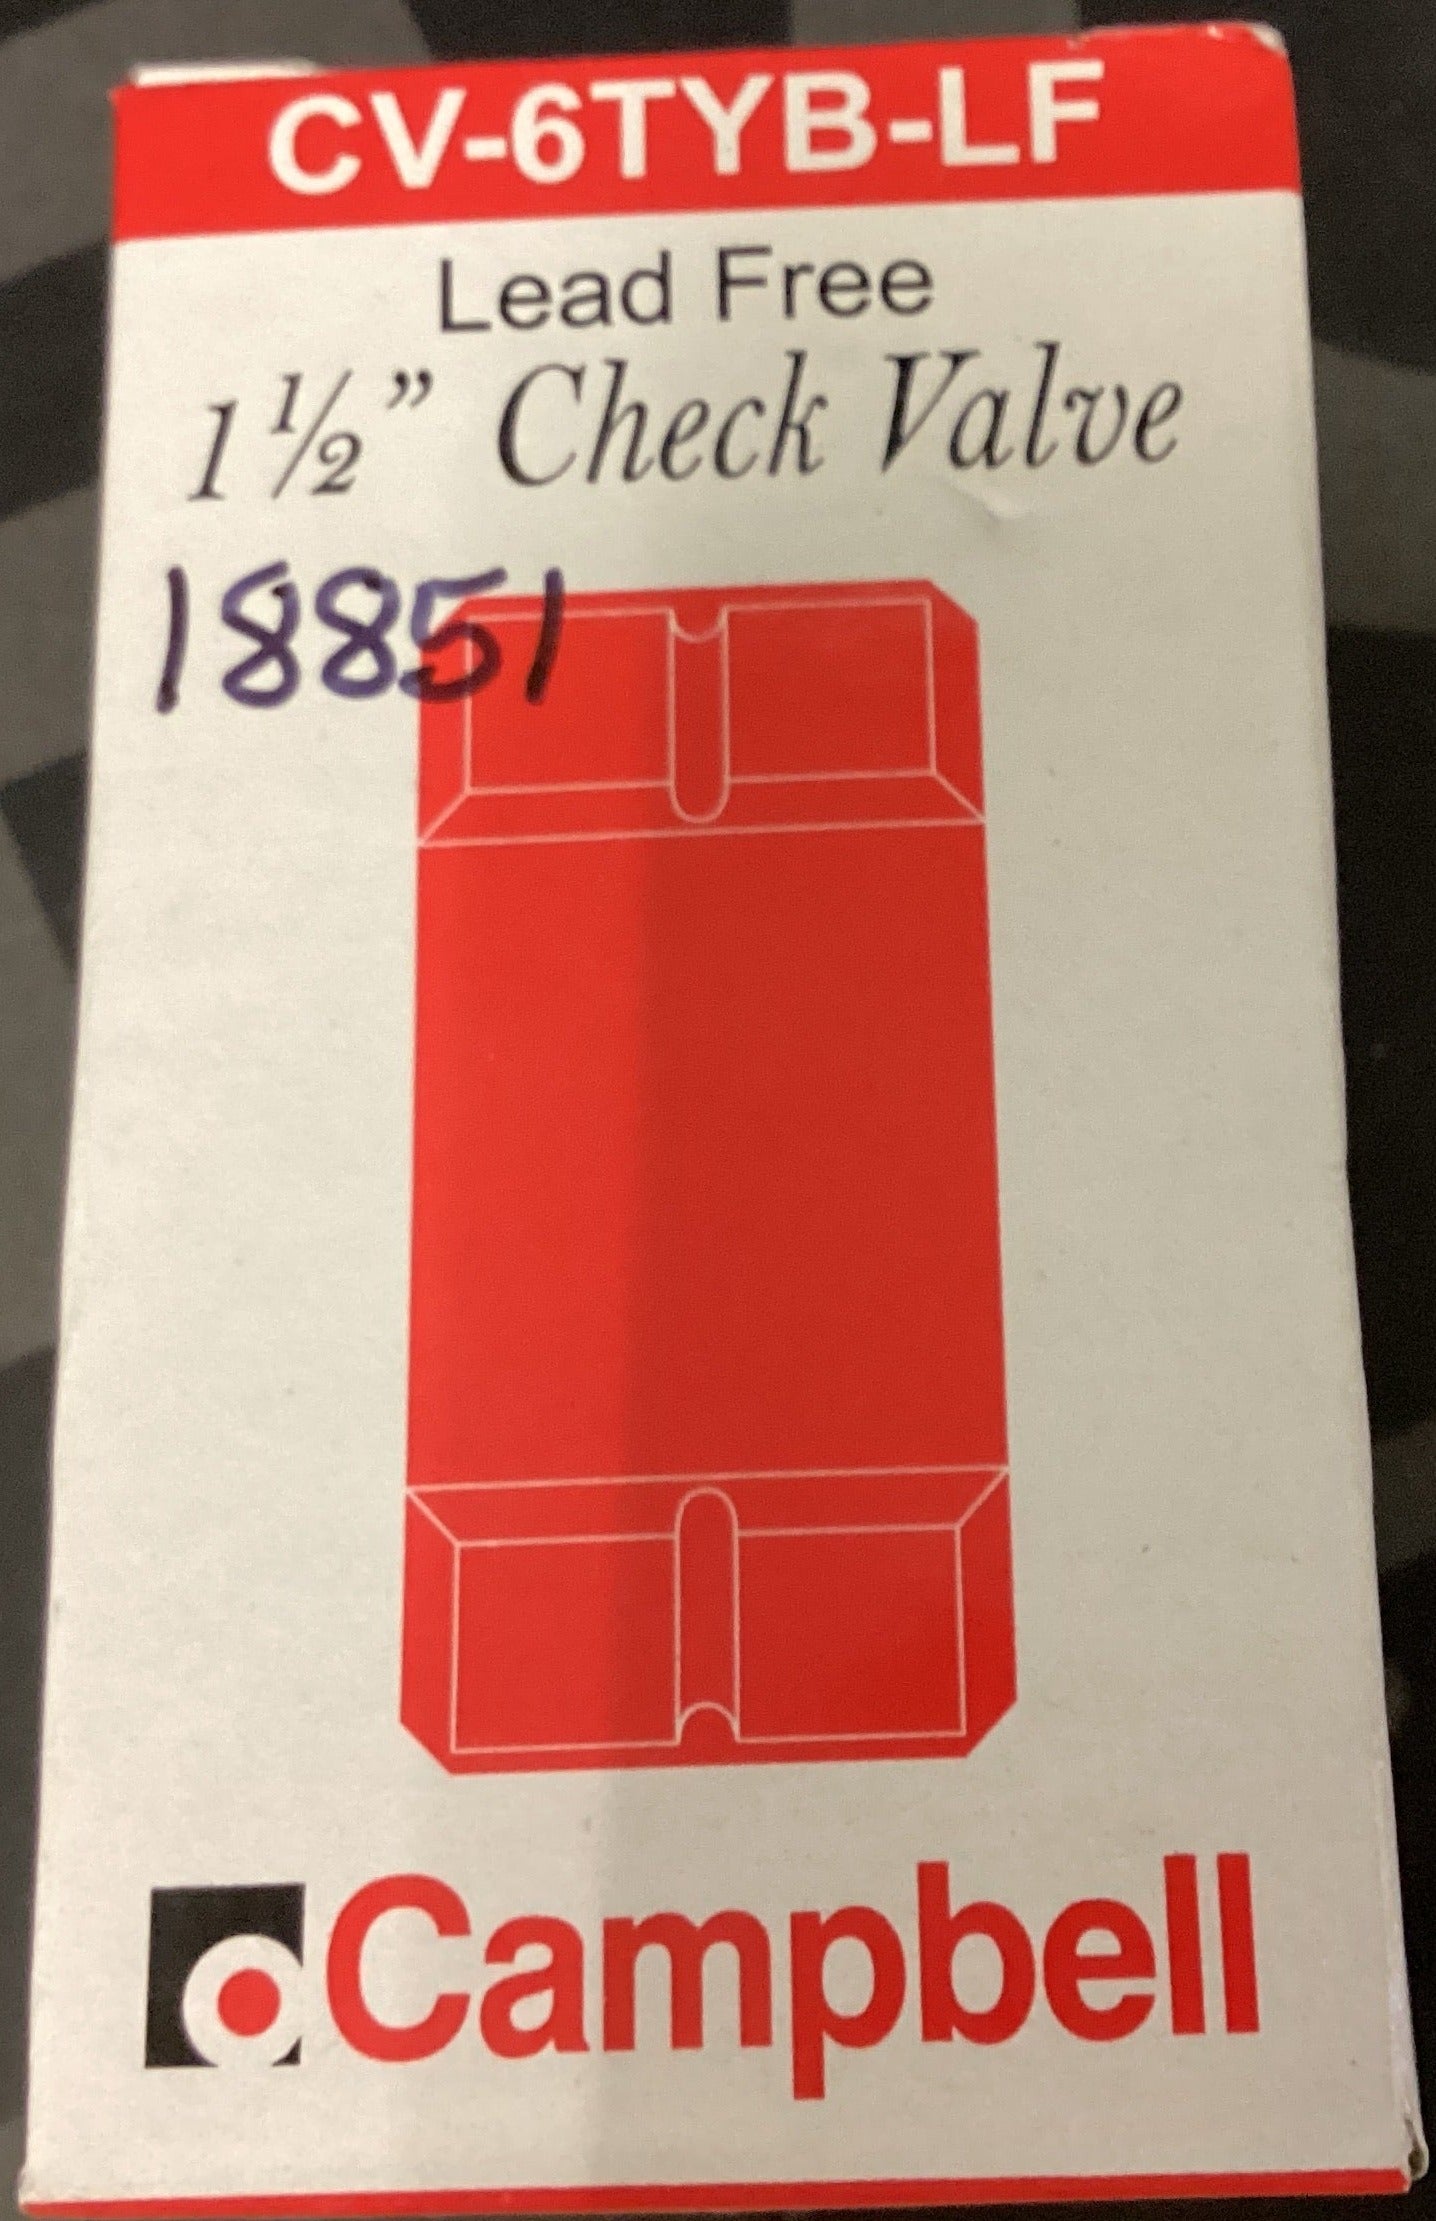 CV-6TYB-LF
Lead Free
1½” Check Valve
18851
Campbell